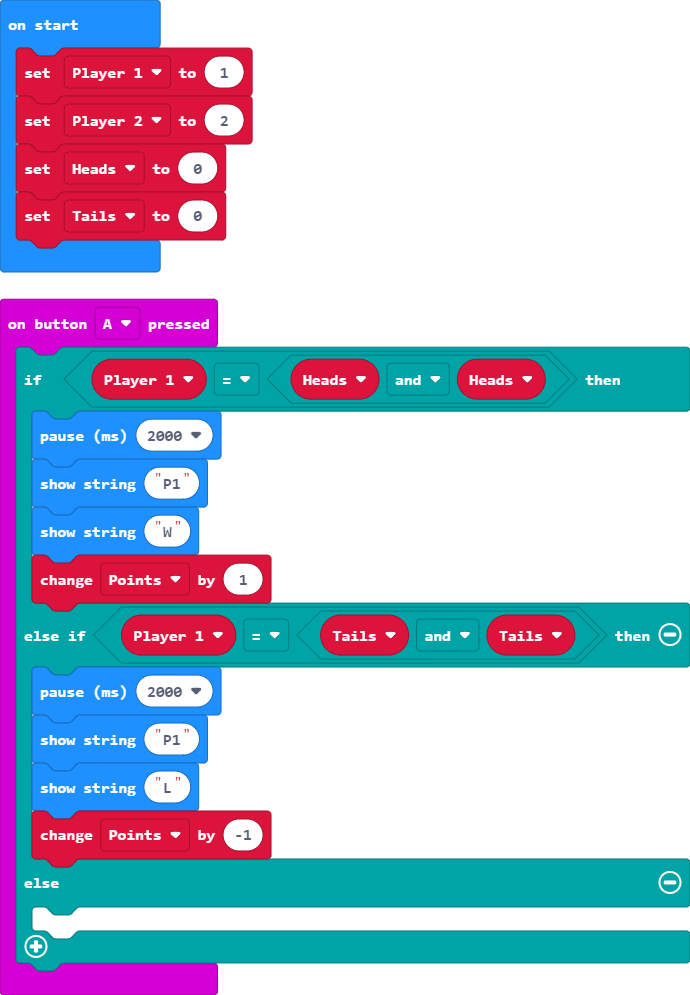 on start
set Player 1 to 1
set Player 2 to 2
set Heads to 0
set Tails to 0
on button A pressed
if Player 1 = Heads and Heads then
pause (ms) 2000
show string "P1"
show string "W"
change Points by 1
else if Player 1 = Tails and Tails then
pause (ms) 2000
show string "P1"
show string "L"
change Points by -1
else